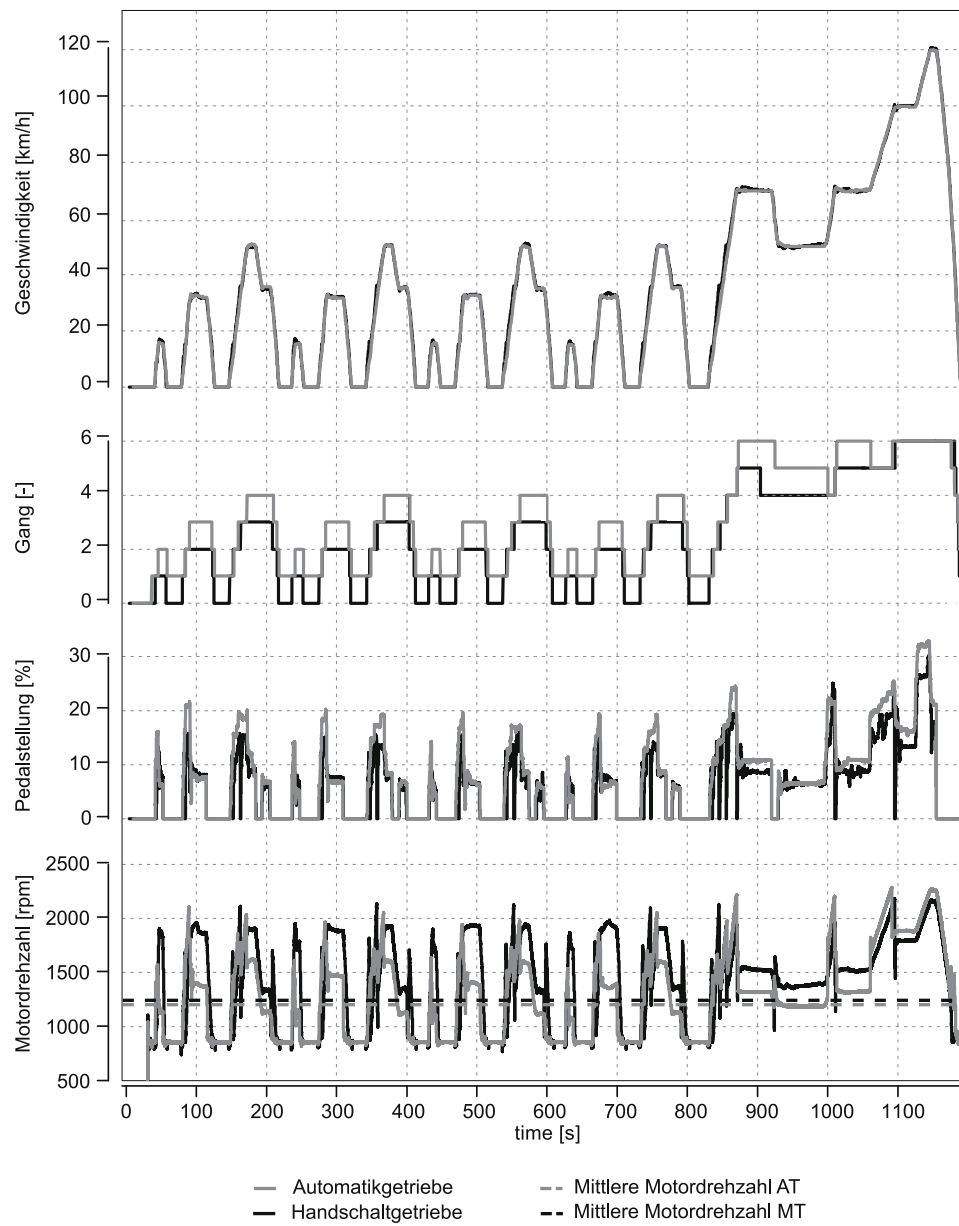 120
100
80
60
40
20
0
Geschwindigkeit [km/h]
6
4
2
0
Gang [-]
30
20
10
0
Pedalstellung [%]
2500
2000
1500
1000
500
Motordrehzahl [rpm]
0 100 200 300 400 500 600 700 800 900 1000 1100
time [s]
Automatikgetriebe
Mittlere Motordrehzahl AT
Handschaltgetriebe
Mittlere Motordrehzahl MT